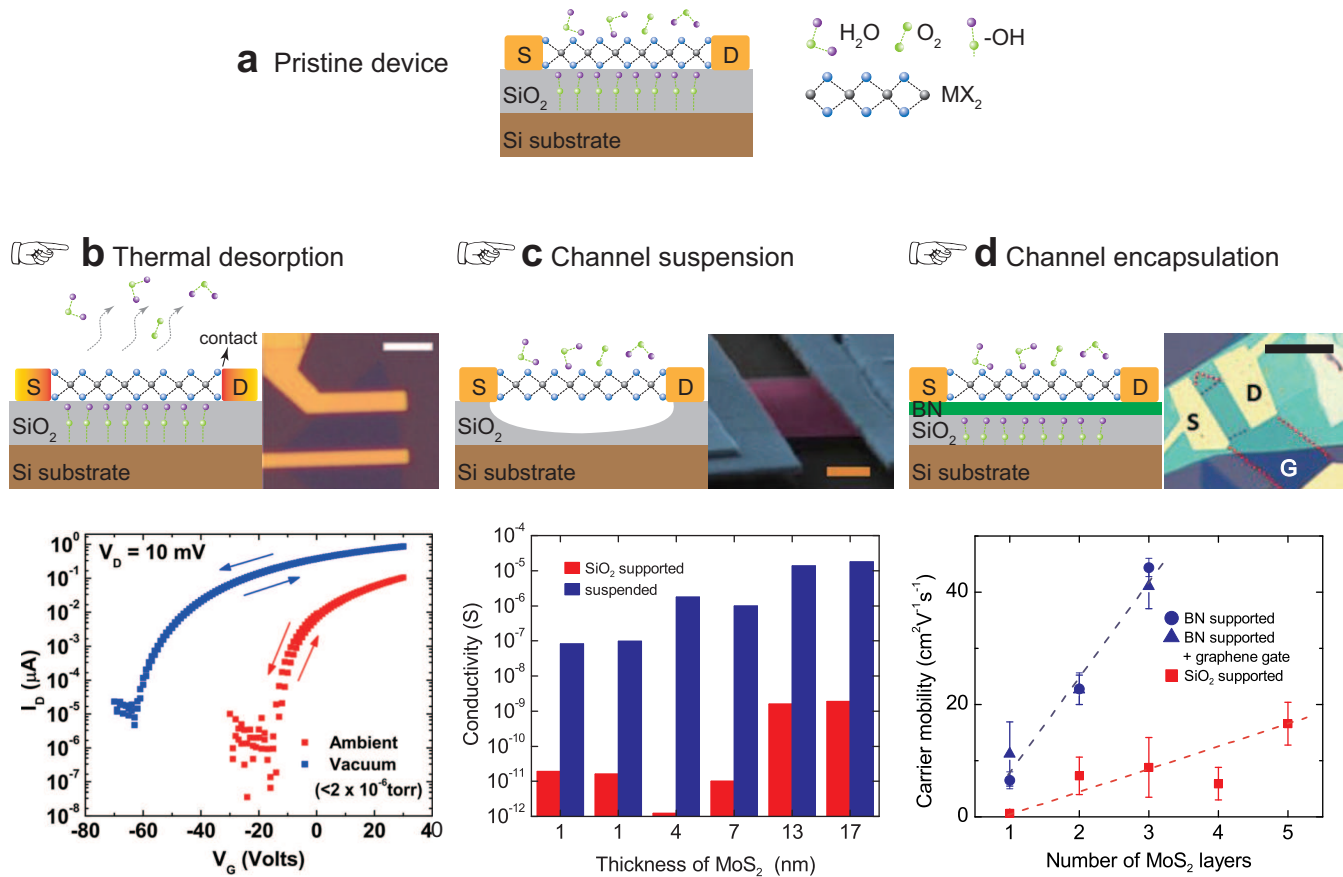 a Pristine device
S
D
SiO2
Si substrate
H2O
O2
-OH
MX2
b Thermal desorption
contact
S
D
SiO2
Si substrate
c Channel suspension
S
D
SiO2
Si substrate
d Channel encapsulation
S
D
BN
SiO2
Si substrate
S
D
G
VD = 10 mV
10^0
10^-1
10^-2
10^-3
10^-4
10^-5
10^-6
10^-7
10^-8
ID (μA)
Ambient
Vacuum
(<2 x 10^-6 torr)
-80 -60 -40 -20 0 20 40
VG (Volts)
10^-4
10^-5
10^-6
10^-7
10^-8
10^-9
10^-10
10^-11
10^-12
Conductivity (S)
SiO2 supported
suspended
1 1 4 7 13 17
Thickness of MoS2 (nm)
40
20
0
Carrier mobility (cm^2V^-1s^-1)
BN supported
BN supported
+ graphene gate
SiO2 supported
1 2 3 4 5
Number of MoS2 layers